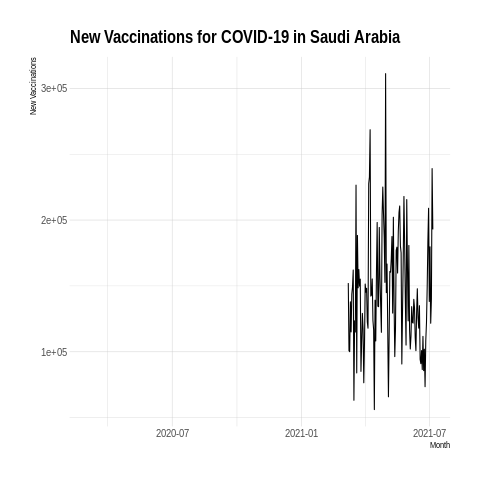 New Vaccinations for COVID-19 in Saudi Arabia
New Vaccinations
3e+05
2e+05
1e+05
2020-07
2021-01
2021-07
Month